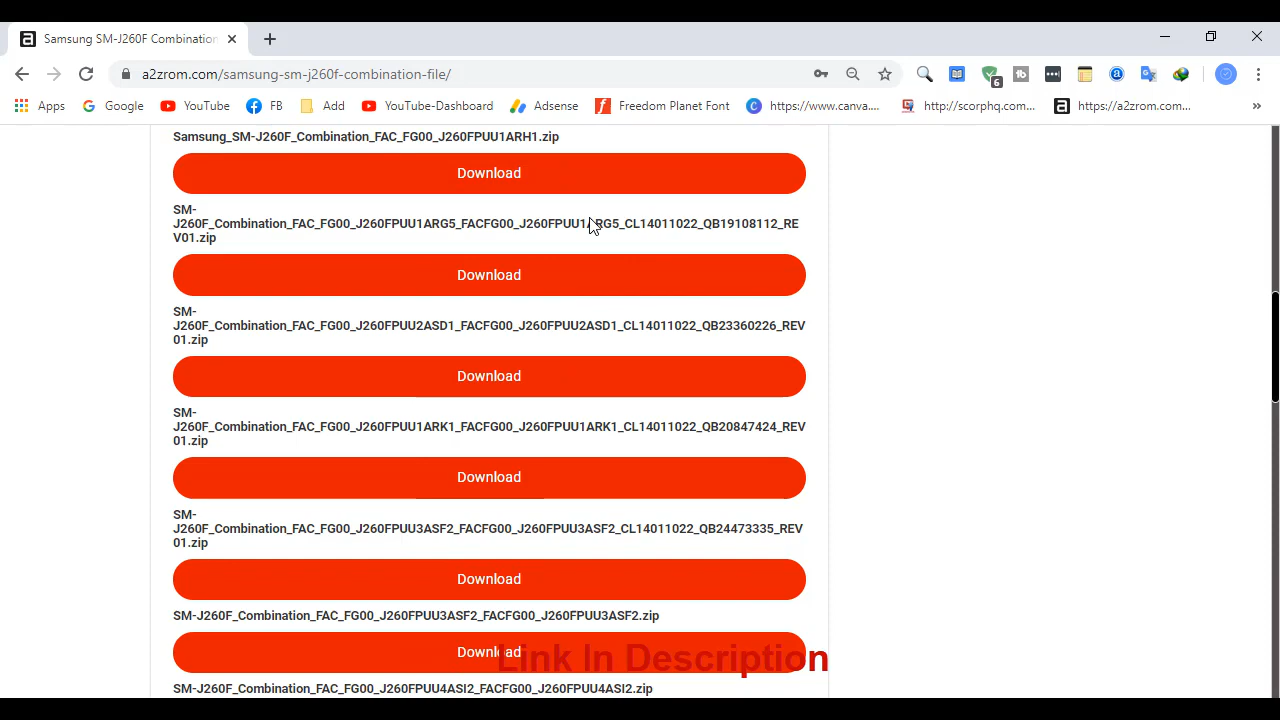 Samsung SM-J260F Combination
a2zrom.com/samsung-sm-j260f-combination-file/
6
Apps
Google
YouTube
FB
Add
YouTube-Dashboard
Adsense
Freedom Planet Font
https://www.canva....
http://scorphq.com...
https://a2zrom.com...
»
Samsung_SM-J260F_Combination_FAC_FG00_J260FPUU1ARH1.zip
Download
SM-
J260F_Combination_FAC_FG00_J260FPUU1ARG5_FACFG00_J260FPUU1ARG5_CL14011022_QB19108112_RE
V01.zip
Download
SM-
J260F_Combination_FAC_FG00_J260FPUU2ASD1_FACFG00_J260FPUU2ASD1_CL14011022_QB23360226_REV
01.zip
Download
SM-
J260F_Combination_FAC_FG00_J260FPUU1ARK1_FACFG00_J260FPUU1ARK1_CL14011022_QB20847424_REV
01.zip
Download
SM-
J260F_Combination_FAC_FG00_J260FPUU3ASF2_FACFG00_J260FPUU3ASF2_CL14011022_QB24473335_REV
01.zip
Download
SM-J260F_Combination_FAC_FG00_J260FPUU3ASF2_FACFG00_J260FPUU3ASF2.zip
Download
Link In Description
SM-J260F_Combination_FAC_FG00_J260FPUU4ASI2_FACFG00_J260FPUU4ASI2.zip